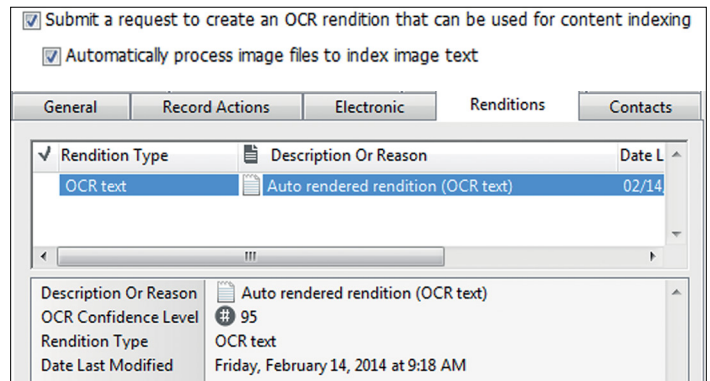 Submit a request to create an OCR rendition that can be used for content indexing
Automatically process image files to index image text
General Record Actions Electronic Renditions Contacts
Rendition Type Description Or Reason Date L
OCR text Auto rendered rendition (OCR text) 02/14
Description Or Reason Auto rendered rendition (OCR text)
OCR Confidence Level # 95
Rendition Type OCR text
Date Last Modified Friday, February 14, 2014 at 9:18 AM